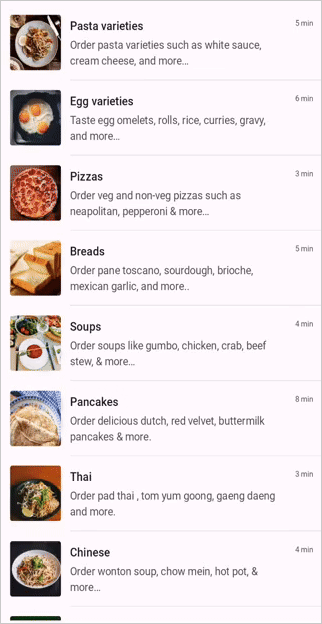 Pasta varieties
5 min
Order pasta varieties such as white sauce,
cream cheese, and more...
Egg varieties
6 min
Taste egg omelets, rolls, rice, curries, gravy,
and more...
Pizzas
3 min
Order veg and non-veg pizzas such as
neapolitan, pepperoni & more...
Breads
5 min
Order pane toscano, sourdough, brioche,
mexican garlic, and more..
Soups
4 min
Order soups like gumbo, chicken, crab, beef
stew, & more...
Pancakes
8 min
Order delicious dutch, red velvet, buttermilk
pancakes & more.
Thai
3 min
Order pad thai , tom yum goong, gaeng daeng
and more.
Chinese
4 min
Order wonton soup, chow mein, hot pot, &
more...